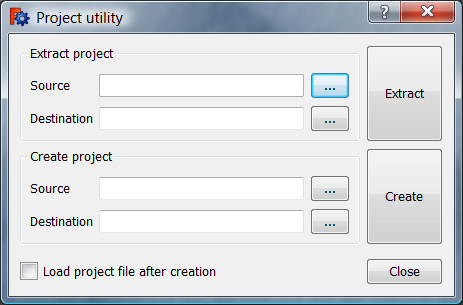 Project utility
?
Extract project
Source
...
Destination
...
Extract
Create project
Source
...
Destination
...
Create
Load project file after creation
Close